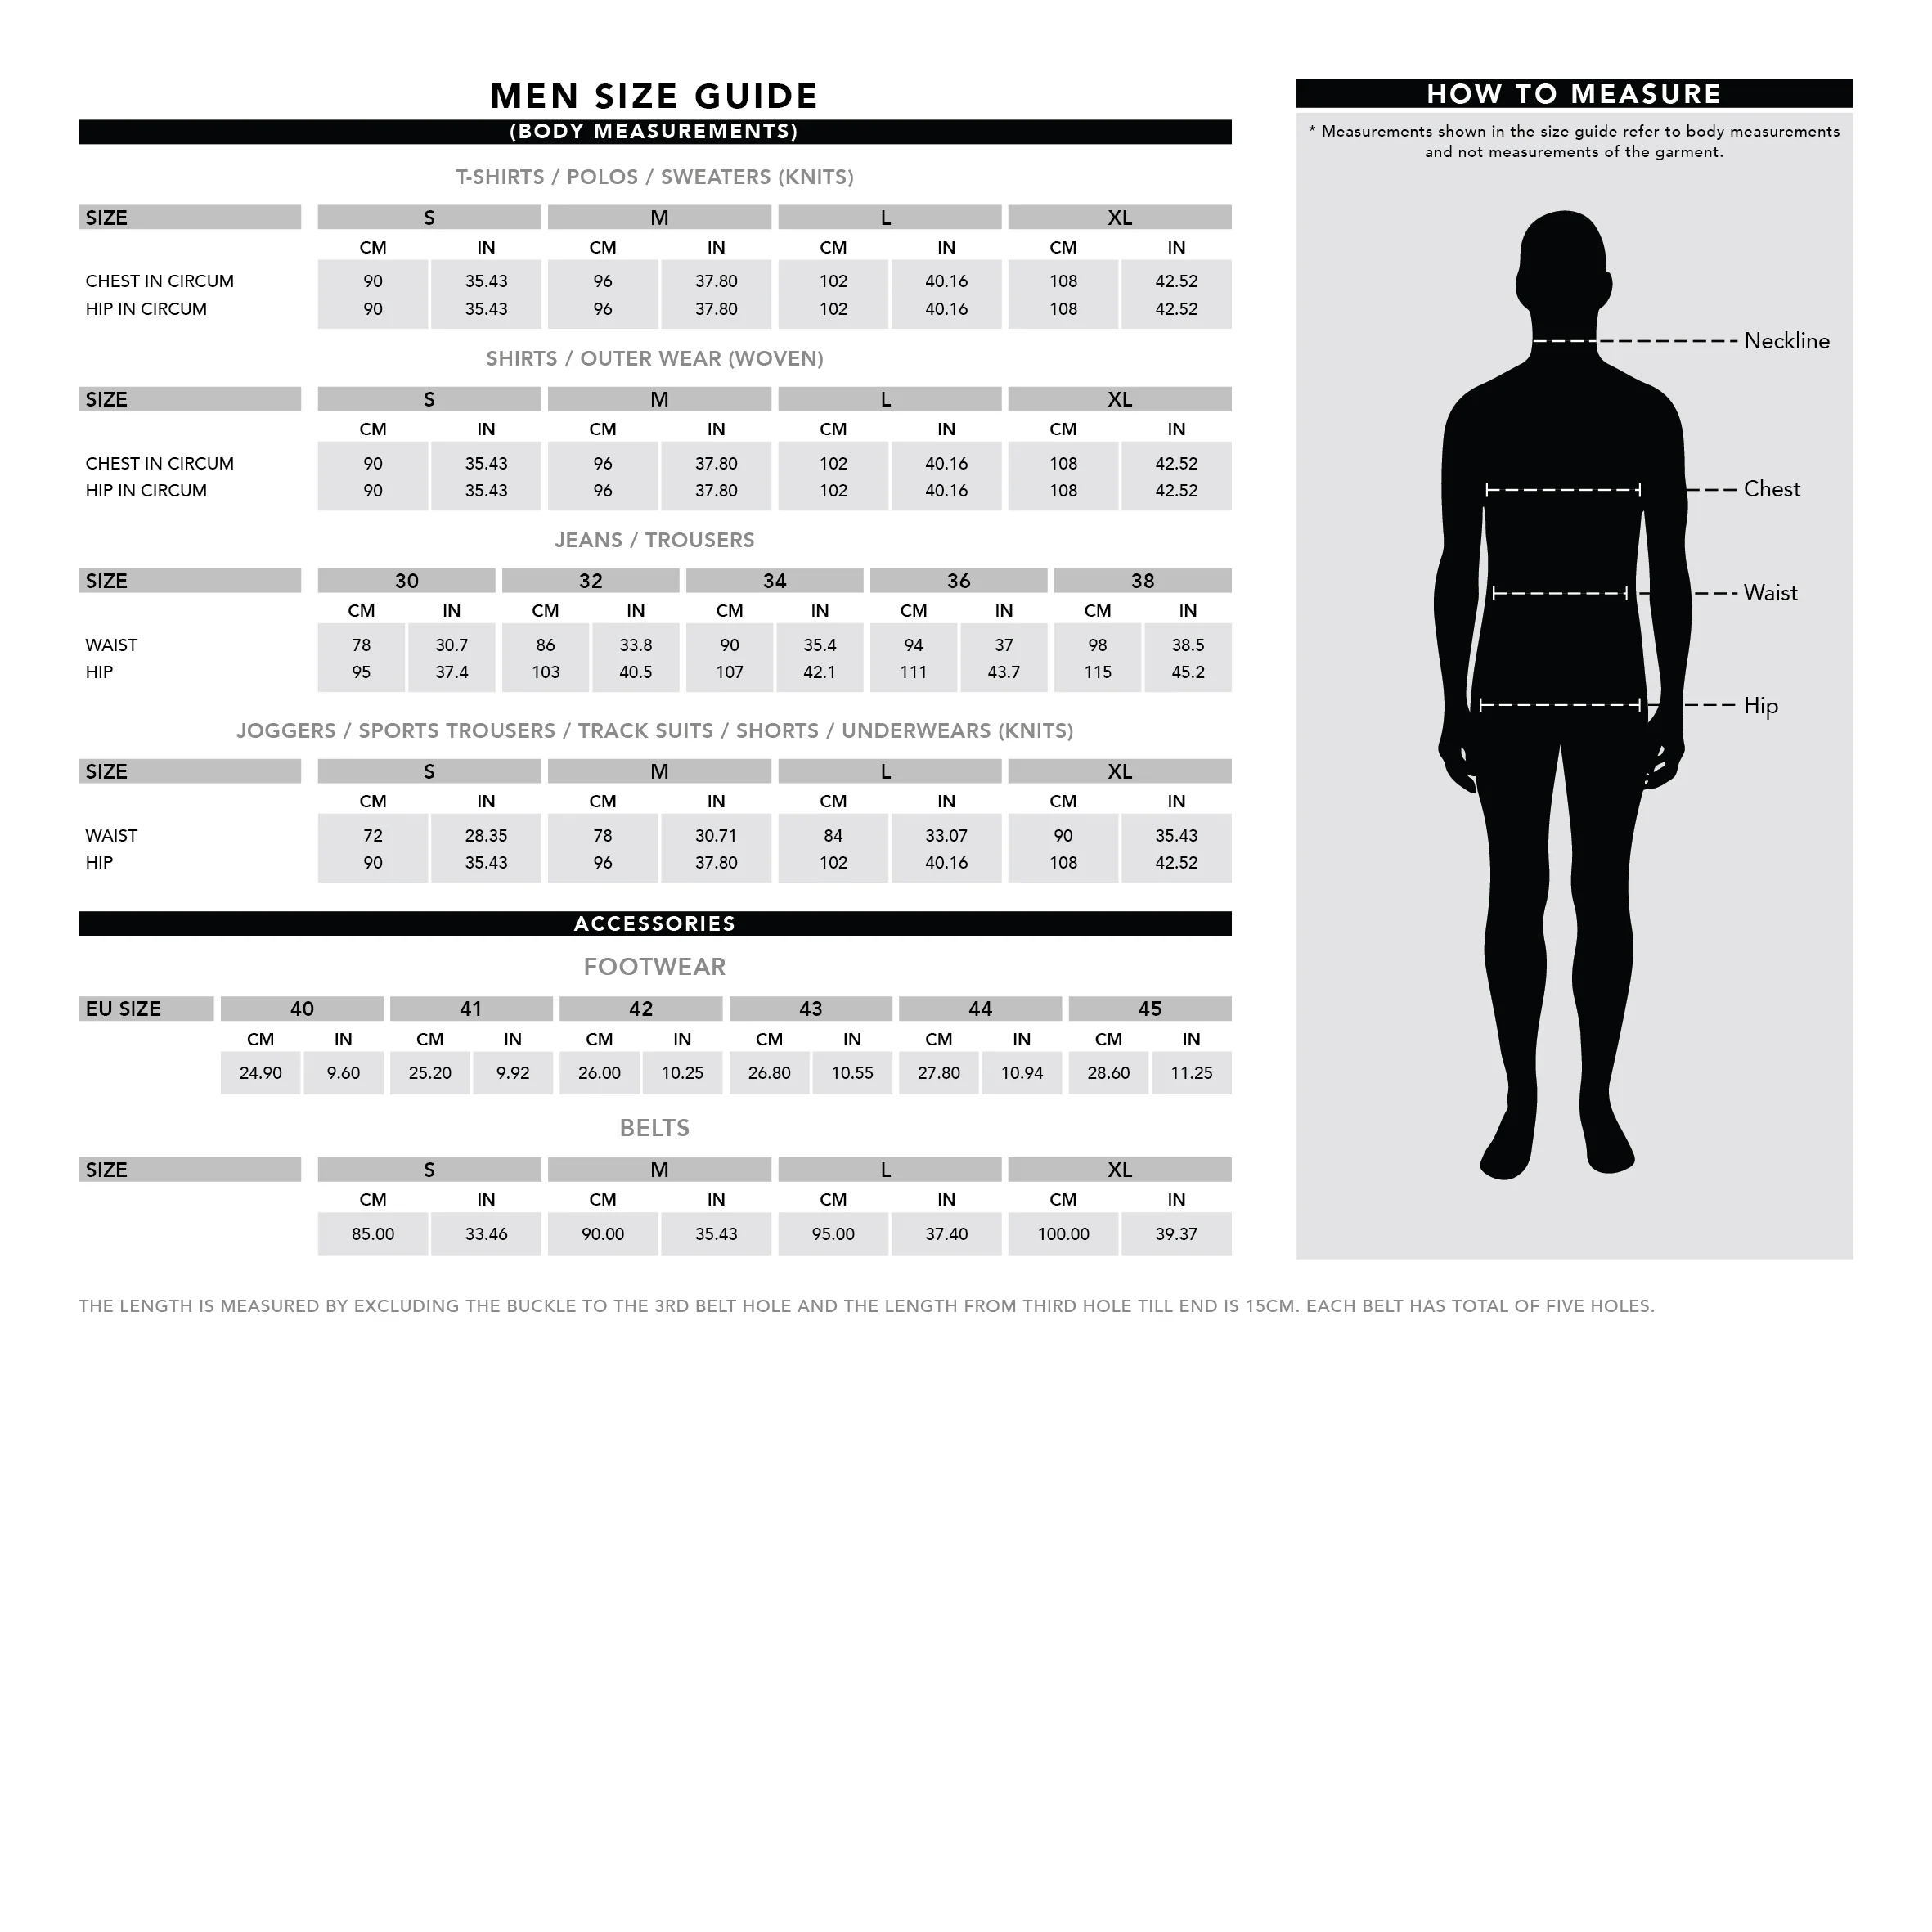 MEN SIZE GUIDE
(BODY MEASUREMENTS)
T-SHIRTS / POLOS / SWEATERS (KNITS)
SIZE S M L XL
CM IN CM IN CM IN CM IN
CHEST IN CIRCUM 90 35.43 96 37.80 102 40.16 108 42.52
HIP IN CIRCUM 90 35.43 96 37.80 102 40.16 108 42.52
SHIRTS / OUTER WEAR (WOVEN)
SIZE S M L XL
CM IN CM IN CM IN CM IN
CHEST IN CIRCUM 90 35.43 96 37.80 102 40.16 108 42.52
HIP IN CIRCUM 90 35.43 96 37.80 102 40.16 108 42.52
JEANS / TROUSERS
SIZE 30 32 34 36 38
CM IN CM IN CM IN CM IN CM IN
WAIST 78 30.7 86 33.8 90 35.4 94 37 98 38.5
HIP 95 37.4 103 40.5 107 42.1 111 43.7 115 45.2
JOGGERS / SPORTS TROUSERS / TRACK SUITS / SHORTS / UNDERWEARS (KNITS)
SIZE S M L XL
CM IN CM IN CM IN CM IN
WAIST 72 28.35 78 30.71 84 33.07 90 35.43
HIP 90 35.43 96 37.80 102 40.16 108 42.52
ACCESSORIES
FOOTWEAR
EU SIZE 40 41 42 43 44 45
CM IN CM IN CM IN CM IN CM IN CM IN
24.90 9.60 25.20 9.92 26.00 10.25 26.80 10.55 27.80 10.94 28.60 11.25
BELTS
SIZE S M L XL
CM IN CM IN CM IN CM IN
85.00 33.46 90.00 35.43 95.00 37.40 100.00 39.37
HOW TO MEASURE
* Measurements shown in the size guide refer to body measurements
and not measurements of the garment.
Neckline
Chest
Waist
Hip
THE LENGTH IS MEASURED BY EXCLUDING THE BUCKLE TO THE 3RD BELT HOLE AND THE LENGTH FROM THIRD HOLE TILL END IS 15CM. EACH BELT HAS TOTAL OF FIVE HOLES.